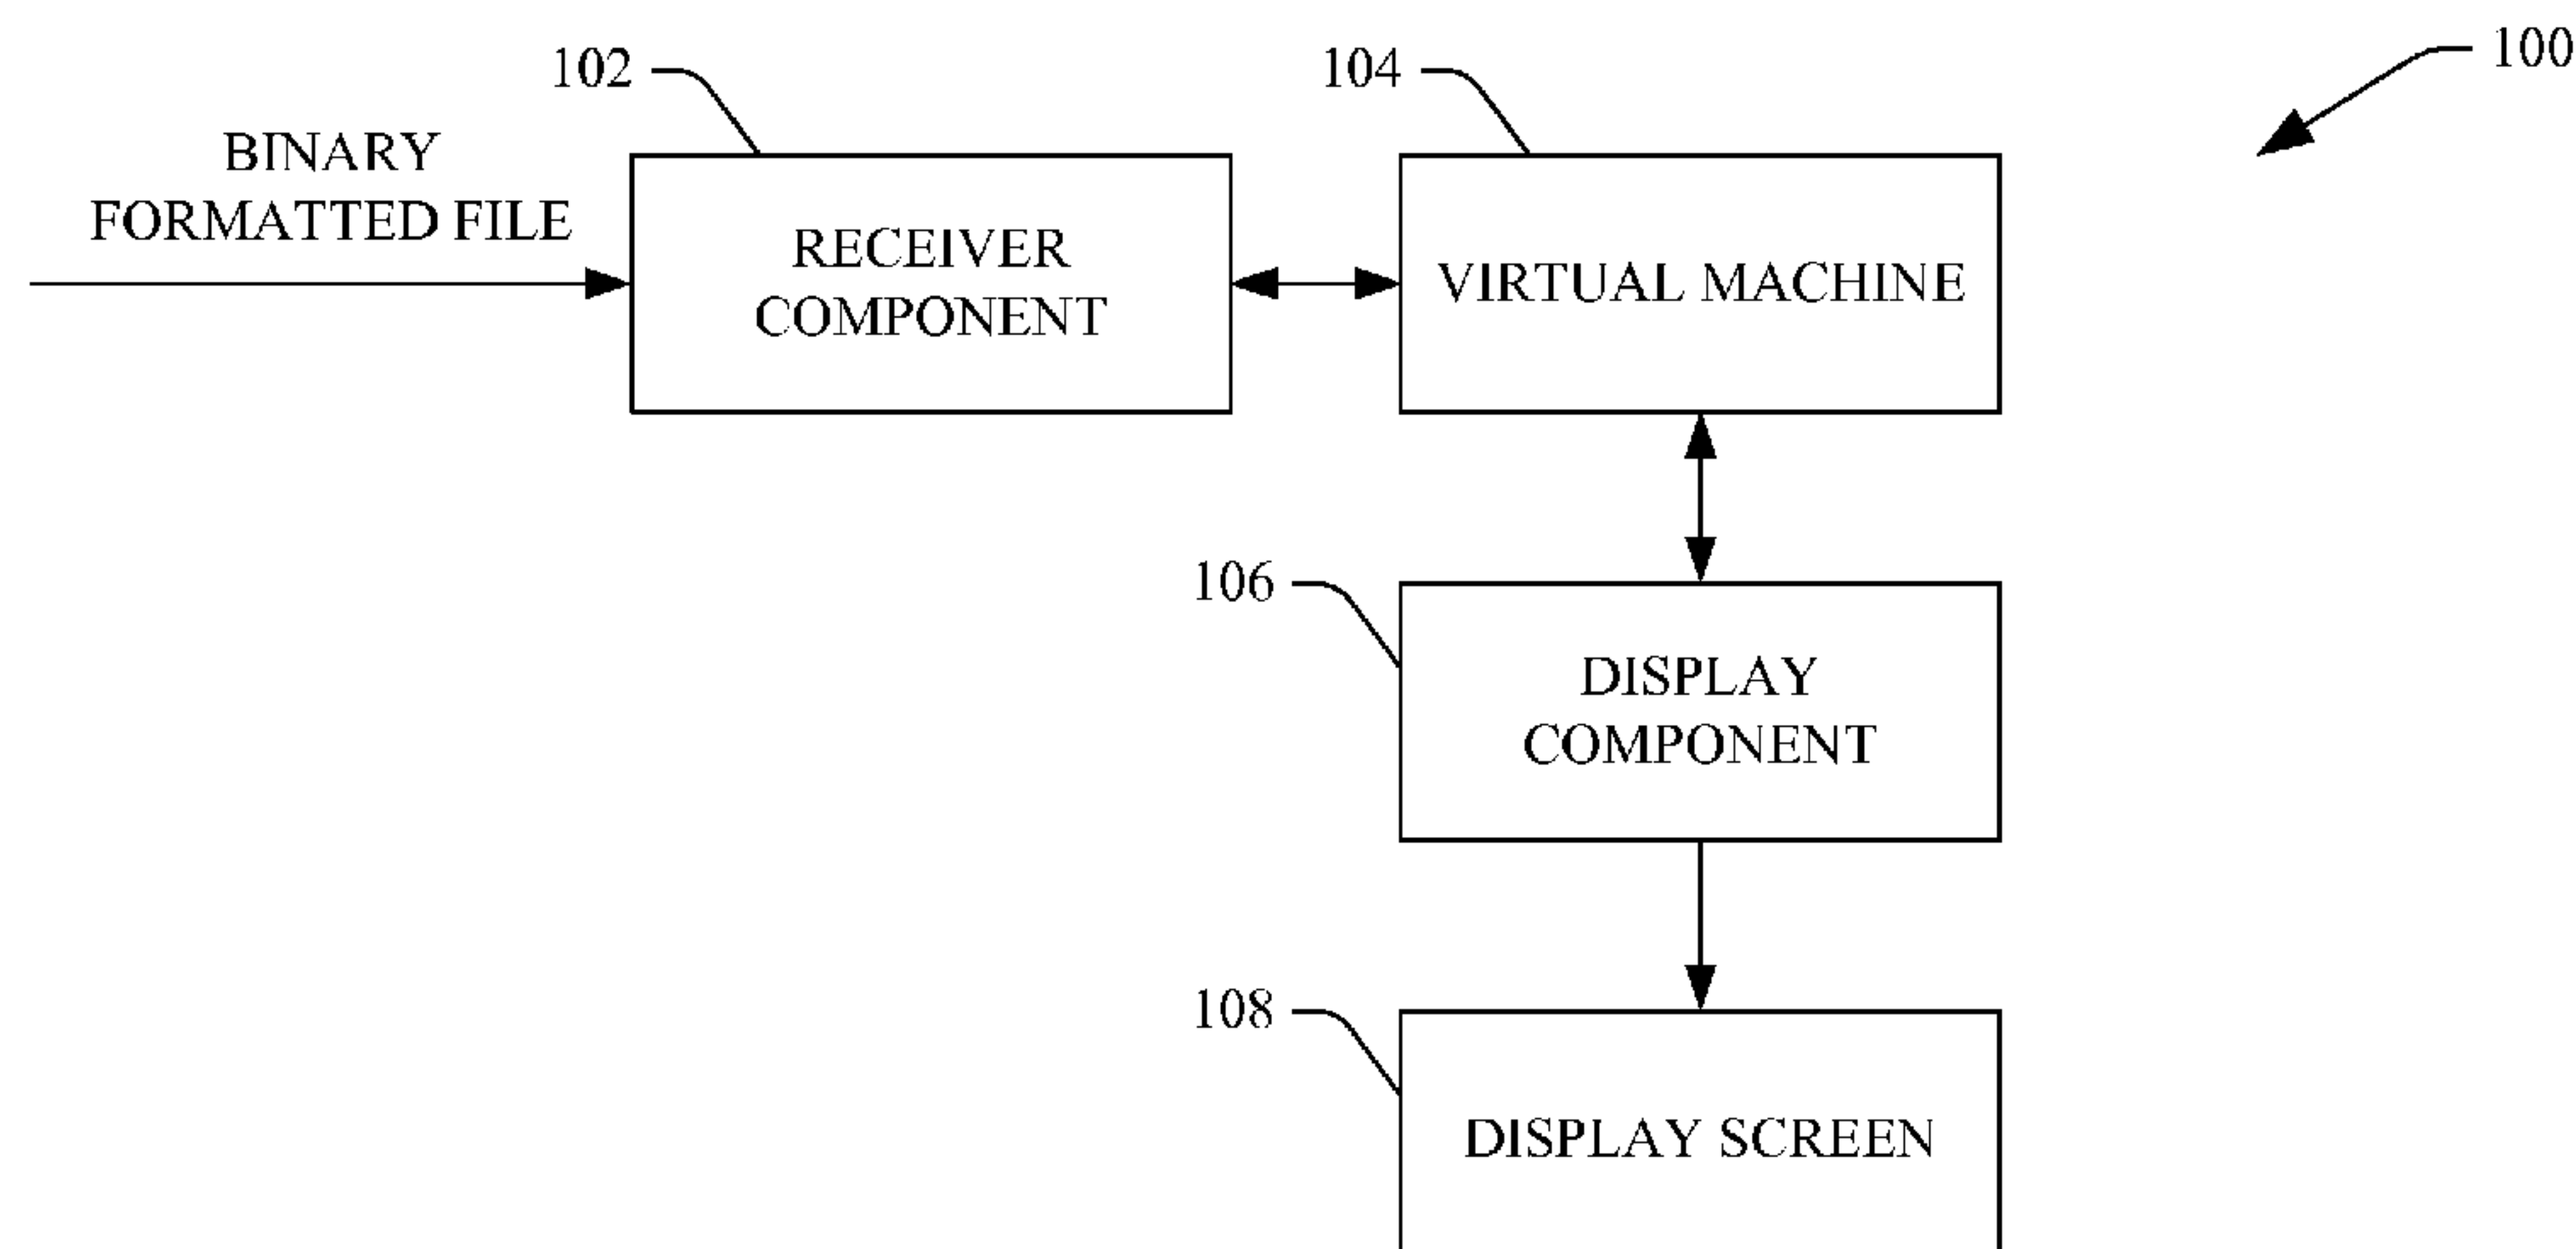 102
104
100
BINARY
FORMATTED FILE
RECEIVER
COMPONENT
VIRTUAL MACHINE
106
DISPLAY
COMPONENT
108
DISPLAY SCREEN